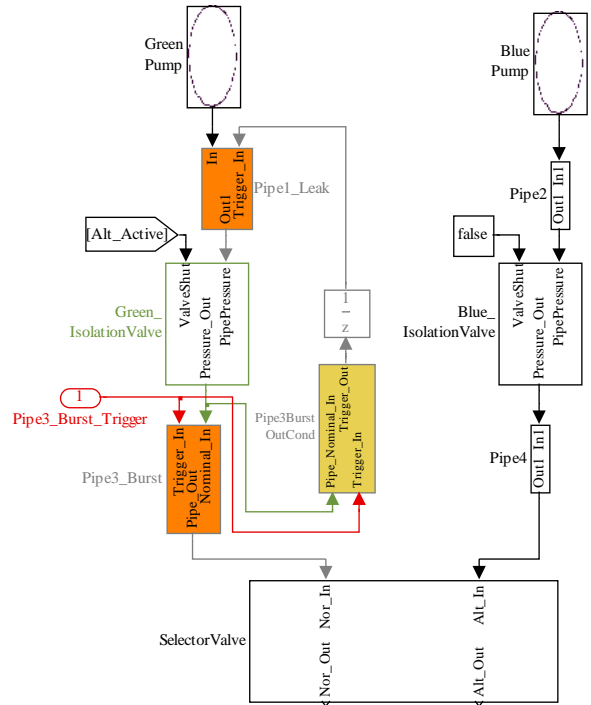 Green
Pump
Blue
Pump
In
Trigger_In
Out1
Pipe1_Leak
Pipe2
In1
Out1
[Alt_Active]
false
ValveShut
Pressure_Out
PipePressure
Green_
IsolationValve
1
z
ValveShut
Pressure_Out
PipePressure
Blue_
IsolationValve
1
Pipe3_Burst_Trigger
Pipe3Burst
OutCond
Pipe_Nominal_In
Trigger_Out
Trigger_In
Trigger_In
Pipe_Out
Nominal_In
Pipe3_Burst
Pipe4
In1
Out1
SelectorValve
Nor_In
Nor_Out
Alt_In
Alt_Out